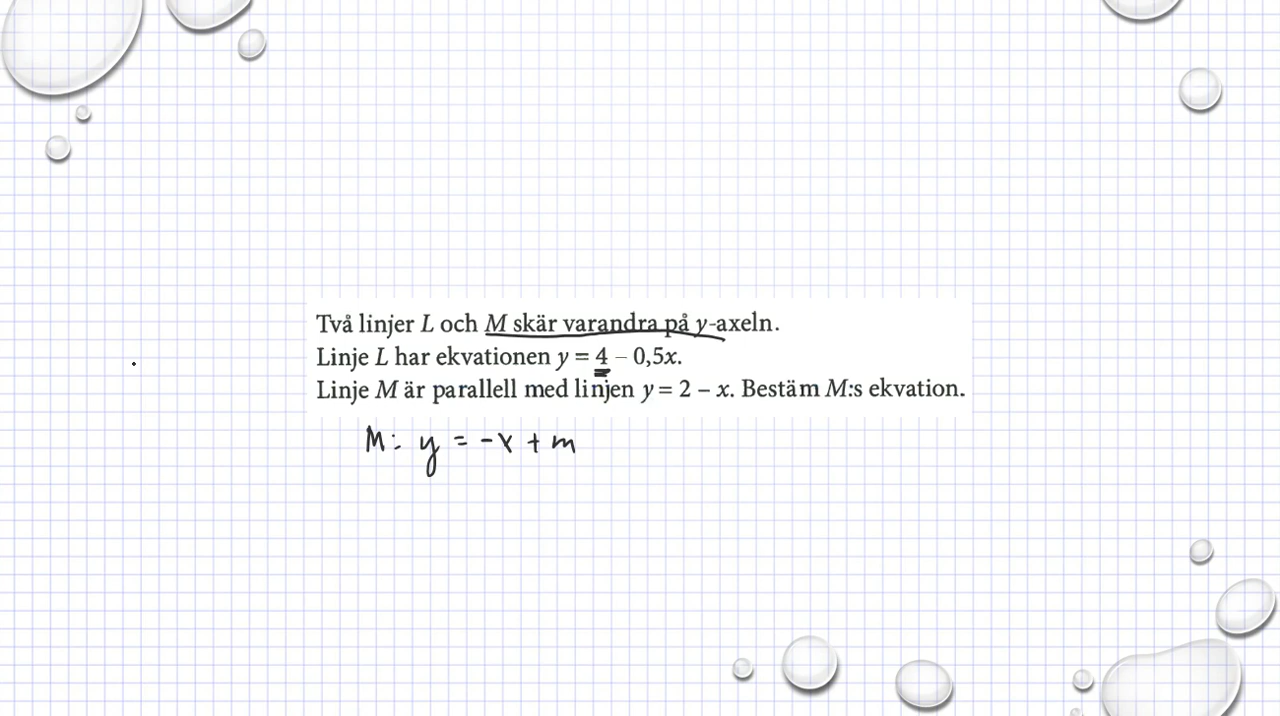 Två linjer L och M skär varandra på y-axeln.
Linje L har ekvationen y = 4 – 0,5x.
Linje M är parallell med linjen y = 2 – x. Bestäm M:s ekvation.
M: y = -x + m